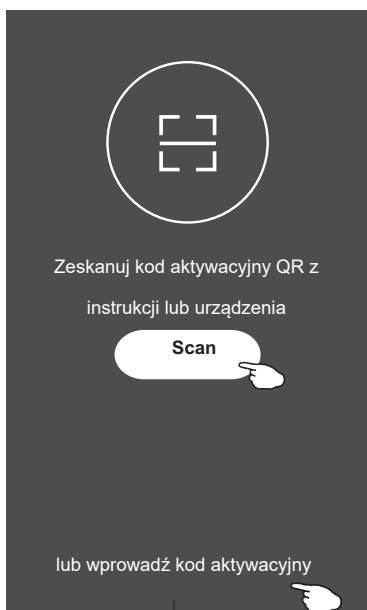 Zeskanuj kod aktywacyjny QR z
instrukcji lub urządzenia
Scan
lub wprowadź kod aktywacyjny